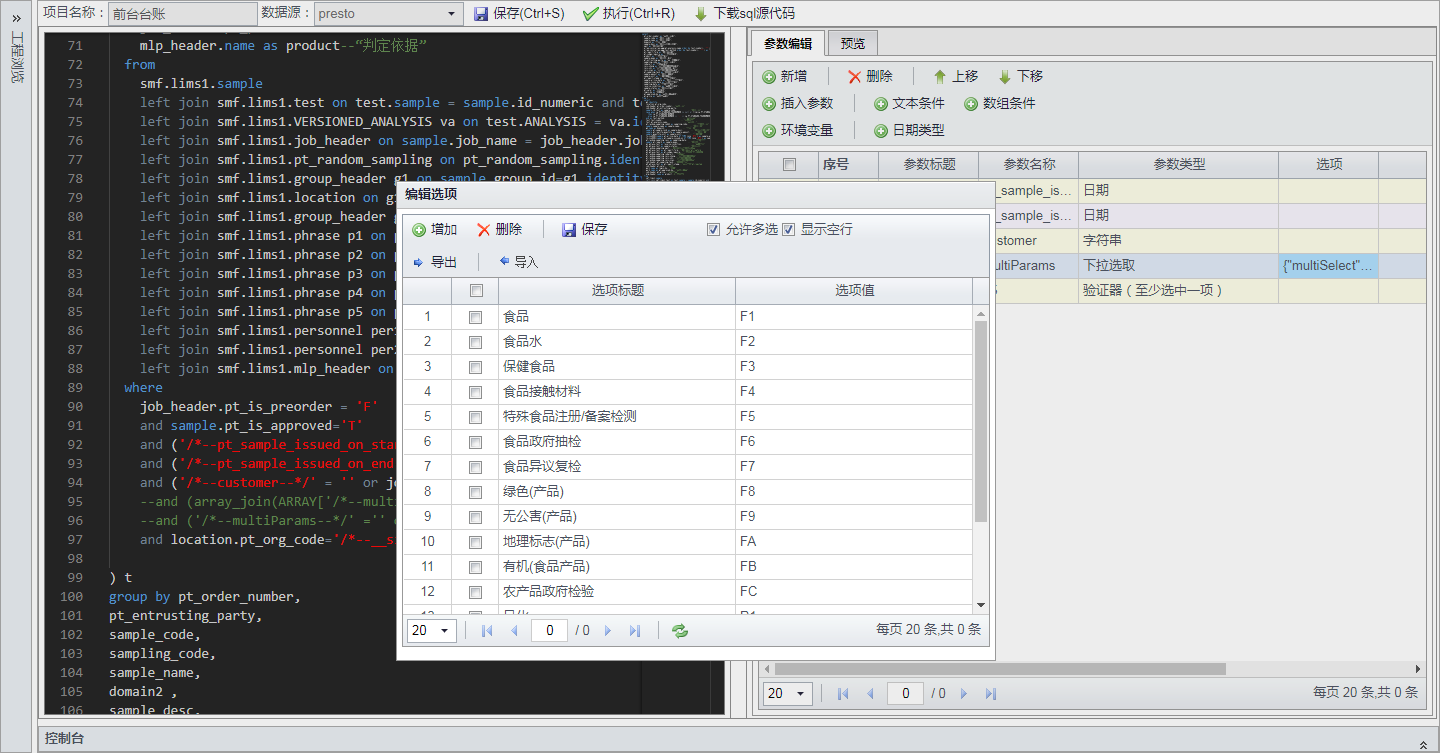 项目名称： 前台台账 数据源： presto 保存(Ctrl+S) 执行(Ctrl+R) 下载sql源代码
工程浏览
71 mlp_header.name as product--“判定依据”
72 from
73 smf.lims1.sample
74 left join smf.lims1.test on test.sample = sample.id_numeric and t
75 left join smf.lims1.VERSIONED_ANALYSIS va on test.ANALYSIS = va.i
76 left join smf.lims1.job_header on sample.job_name = job_header.jo
77 left join smf.lims1.pt_random_sampling on pt_random_sampling.ident
78 left join smf.lims1.group_header g1 on sample.group_id=g1.identit
79 left join smf.lims1.location on g
80 left join smf.lims1.group_header
81 left join smf.lims1.phrase p1 on
82 left join smf.lims1.phrase p2 on
83 left join smf.lims1.phrase p3 on
84 left join smf.lims1.phrase p4 on
85 left join smf.lims1.phrase p5 on
86 left join smf.lims1.personnel per
87 left join smf.lims1.personnel per
88 left join smf.lims1.mlp_header on
89 where
90 job_header.pt_is_preorder = 'F'
91 and sample.pt_is_approved='T'
92 and ('/*--pt_sample_issued_on_sta
93 and ('/*--pt_sample_issued_on_end
94 and ('/*--customer--*/' = '' or j
95 --and (array_join(ARRAY['/*--mult
96 --and ('/*--multiParams--*/' =''
97 and location.pt_org_code='/*--__s
98
99 ) t
100 group by pt_order_number,
101 pt_entrusting_party,
102 sample_code,
103 sampling_code,
104 sample_name,
105 domain2 ,
106 sample_desc,
编辑选项
增加 删除 保存 允许多选 显示空行
导出 导入
选项标题 选项值
1 食品 F1
2 食品水 F2
3 保健食品 F3
4 食品接触材料 F4
5 特殊食品注册/备案检测 F5
6 食品政府抽检 F6
7 食品异议复检 F7
8 绿色(产品) F8
9 无公害(产品) F9
10 地理标志(产品) FA
11 有机(食品产品) FB
12 农产品政府检验 FC
20 0 / 0 每页 20 条,共 0 条
参数编辑 预览
新增 删除 上移 下移
插入参数 文本条件 数组条件
环境变量 日期类型
序号 参数标题 参数名称 参数类型 选项
_sample_is... 日期
_sample_is... 日期
stomer 字符串
ultiParams 下拉选取 {"multiSelect"...
验证器（至少选中一项）
20 0 / 0 每页 20 条,共 0 条
控制台